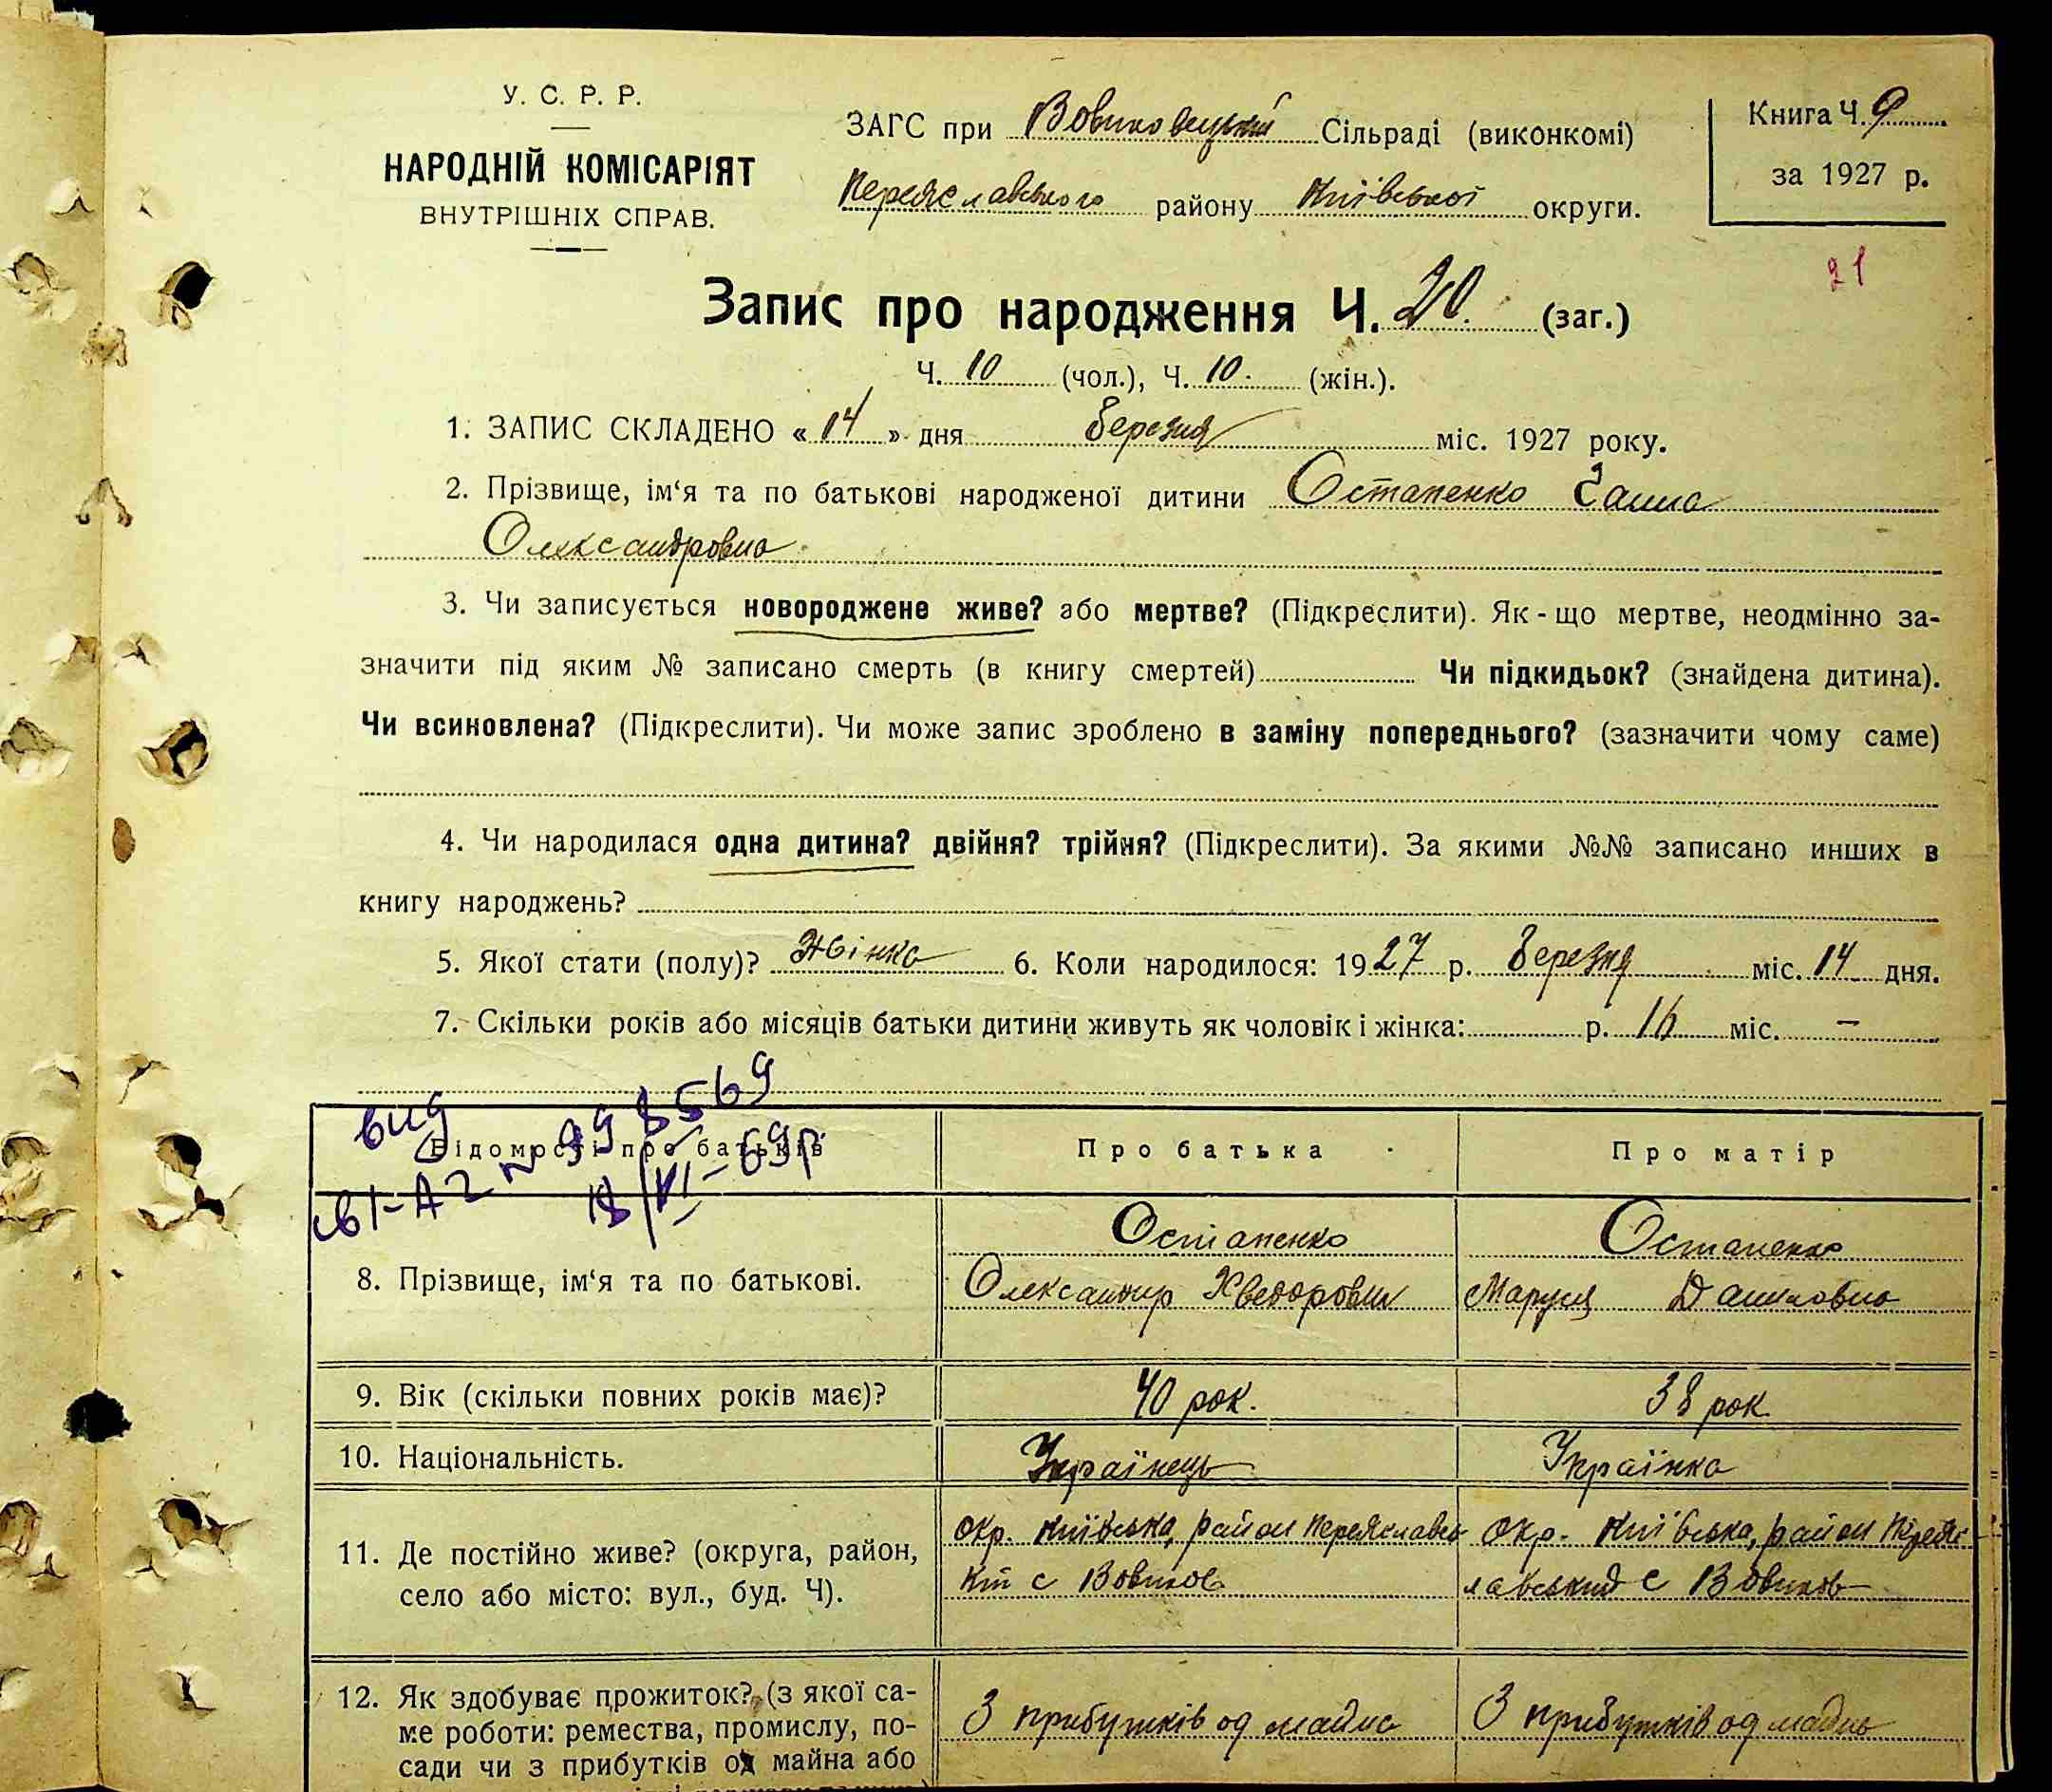 У. С. Р. Р.
НАРОДНІЙ КОМІСАРІЯТ
ВНУТРІШНІХ СПРАВ.
ЗАГС при Вовчковецькій Сільраді (виконкомі)
Переяславського району Київської округи.
Книга Ч. 9
за 1927 р.
21
Запис про народження Ч. 20. (заг.)
Ч. 10 (чол.), Ч. 10. (жін.).
1. ЗАПИС СКЛАДЕНО « 14 » дня Березня міс. 1927 року.
2. Прізвище, ім‘я та по батькові народженої дитини Остапенко Ганна
Олександровна
3. Чи записується новороджене живе? або мертве? (Підкреслити). Як-що мертве, неодмінно за-
значити під яким № записано смерть (в книгу смертей) Чи підкидьок? (знайдена дитина).
Чи всиновлена? (Підкреслити). Чи може запис зроблено в заміну попереднього? (зазначити чому саме)
4. Чи народилася одна дитина? двійня? трійня? (Підкреслити). За якими №№ записано инших в
книгу народжень?
5. Якої стати (полу)? жінка 6. Коли народилося: 1927 р. Березня міс. 14 дня.
7. Скільки років або місяців батьки дитини живуть як чоловік і жінка: р. 16 міс. —
Відомості про батьків
Про батька
Про матір
8. Прізвище, ім‘я та по батькові.
Остапенко
Олександр Хведорович
Остапенко
Маруся Даниловна
9. Вік (скільки повних років має)?
40 рок.
38 рок
10. Національність.
Українець
Українка
11. Де постійно живе? (округа, район,
село або місто: вул., буд. Ч).
Окр. Київська, район Переяславсь
кий с Вовчков
Окр. Київська, район Переяс
лавський с Вовчков
12. Як здобуває прожиток? (з якої са-
ме роботи: ремества, промислу, по-
сади чи з прибутків од майна або
З прибутків од майна
З прибутків од майна